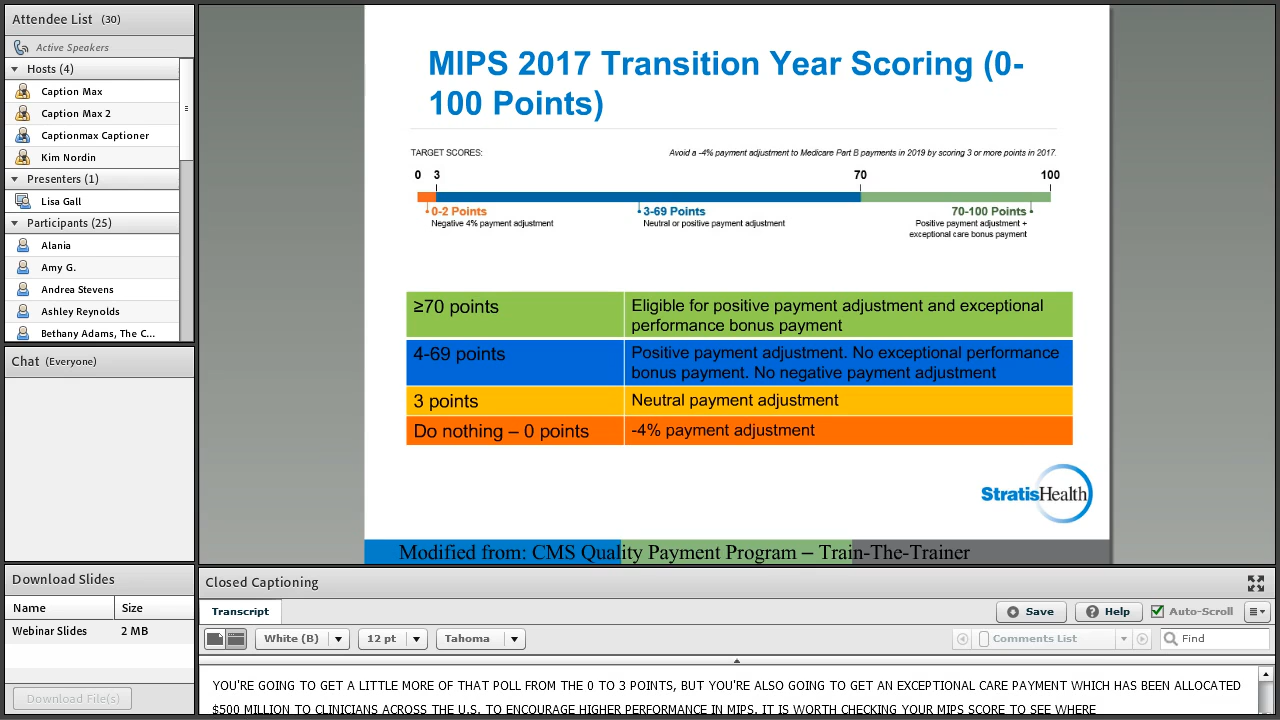 Attendee List (30)
Active Speakers
Hosts (4)
Caption Max
Caption Max 2
Captionmax Captioner
Kim Nordin
Presenters (1)
Lisa Gall
Participants (25)
Alania
Amy G.
Andrea Stevens
Ashley Reynolds
Bethany Adams, The C...
Chat (Everyone)
Download Slides
Name Size
Webinar Slides 2 MB
Download File(s)
MIPS 2017 Transition Year Scoring (0-
100 Points)
TARGET SCORES: Avoid a -4% payment adjustment to Medicare Part B payments in 2019 by scoring 3 or more points in 2017.
0 3 70 100
0-2 Points 3-69 Points 70-100 Points
Negative 4% payment adjustment Neutral or positive payment adjustment Positive payment adjustment +
exceptional care bonus payment
≥70 points Eligible for positive payment adjustment and exceptional
performance bonus payment
4-69 points Positive payment adjustment. No exceptional performance
bonus payment. No negative payment adjustment
3 points Neutral payment adjustment
Do nothing – 0 points -4% payment adjustment
StratisHealth
Modified from: CMS Quality Payment Program – Train-The-Trainer
Closed Captioning
Transcript Save Help Auto-Scroll
White (B) 12 pt Tahoma Comments List Find
YOU'RE GOING TO GET A LITTLE MORE OF THAT POLL FROM THE 0 TO 3 POINTS, BUT YOU'RE ALSO GOING TO GET AN EXCEPTIONAL CARE PAYMENT WHICH HAS BEEN ALLOCATED
$500 MILLION TO CLINICIANS ACROSS THE U.S. TO ENCOURAGE HIGHER PERFORMANCE IN MIPS. IT IS WORTH CHECKING YOUR MIPS SCORE TO SEE WHERE